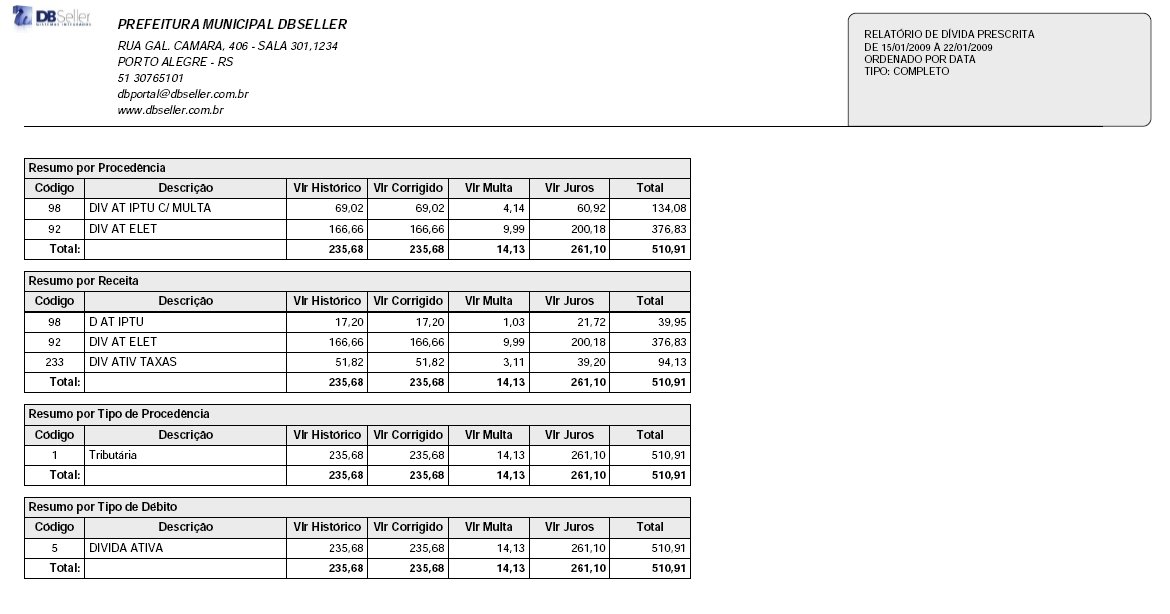 DBSeller
SISTEMAS INTEGRADOS
PREFEITURA MUNICIPAL DBSELLER
RUA GAL. CAMARA, 406 - SALA 301,1234
PORTO ALEGRE - RS
51 30765101
dbportal@dbseller.com.br
www.dbseller.com.br
RELATÓRIO DE DÍVIDA PRESCRITA
DE 15/01/2009 A 22/01/2009
ORDENADO POR DATA
TIPO: COMPLETO
Resumo por Procedência
Código Descrição Vlr Histórico Vlr Corrigido Vlr Multa Vlr Juros Total
98 DIV AT IPTU C/ MULTA 69,02 69,02 4,14 60,92 134,08
92 DIV AT ELET 166,66 166,66 9,99 200,18 376,83
Total: 235,68 235,68 14,13 261,10 510,91
Resumo por Receita
Código Descrição Vlr Histórico Vlr Corrigido Vlr Multa Vlr Juros Total
98 D AT IPTU 17,20 17,20 1,03 21,72 39,95
92 DIV AT ELET 166,66 166,66 9,99 200,18 376,83
233 DIV ATIV TAXAS 51,82 51,82 3,11 39,20 94,13
Total: 235,68 235,68 14,13 261,10 510,91
Resumo por Tipo de Procedência
Código Descrição Vlr Histórico Vlr Corrigido Vlr Multa Vlr Juros Total
1 Tributária 235,68 235,68 14,13 261,10 510,91
Total: 235,68 235,68 14,13 261,10 510,91
Resumo por Tipo de Débito
Código Descrição Vlr Histórico Vlr Corrigido Vlr Multa Vlr Juros Total
5 DIVIDA ATIVA 235,68 235,68 14,13 261,10 510,91
Total: 235,68 235,68 14,13 261,10 510,91